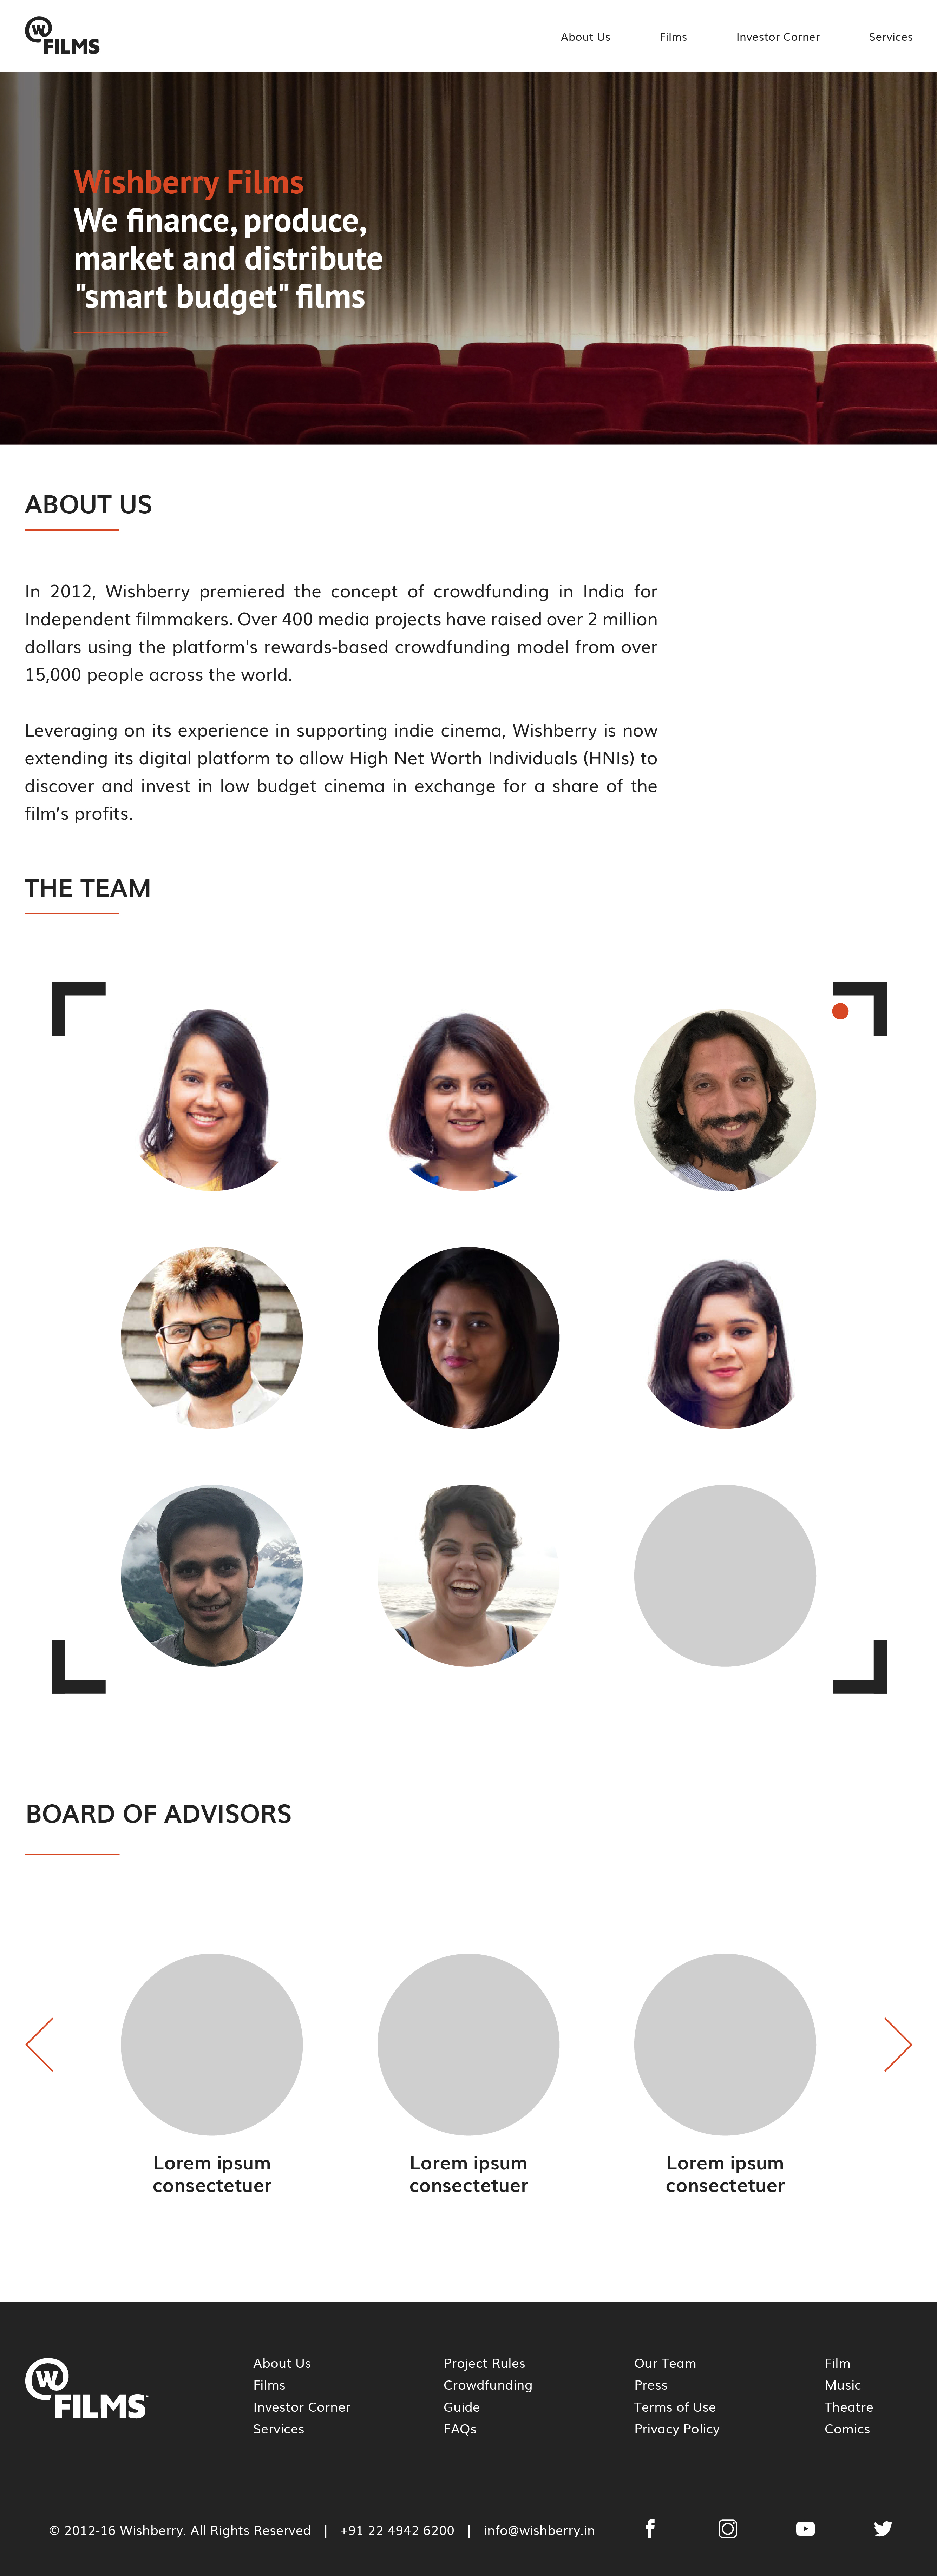 W
FILMS
About Us Films Investor Corner Services
Wishberry Films
We finance, produce,
market and distribute
"smart budget" films
ABOUT US
In 2012, Wishberry premiered the concept of crowdfunding in India for
Independent filmmakers. Over 400 media projects have raised over 2 million
dollars using the platform's rewards-based crowdfunding model from over
15,000 people across the world.
Leveraging on its experience in supporting indie cinema, Wishberry is now
extending its digital platform to allow High Net Worth Individuals (HNIs) to
discover and invest in low budget cinema in exchange for a share of the
film’s profits.
THE TEAM
BOARD OF ADVISORS
Lorem ipsum
consectetuer
Lorem ipsum
consectetuer
Lorem ipsum
consectetuer
W
FILMS
About Us
Films
Investor Corner
Services
Project Rules
Crowdfunding
Guide
FAQs
Our Team
Press
Terms of Use
Privacy Policy
Film
Music
Theatre
Comics
© 2012-16 Wishberry. All Rights Reserved | +91 22 4942 6200 | info@wishberry.in